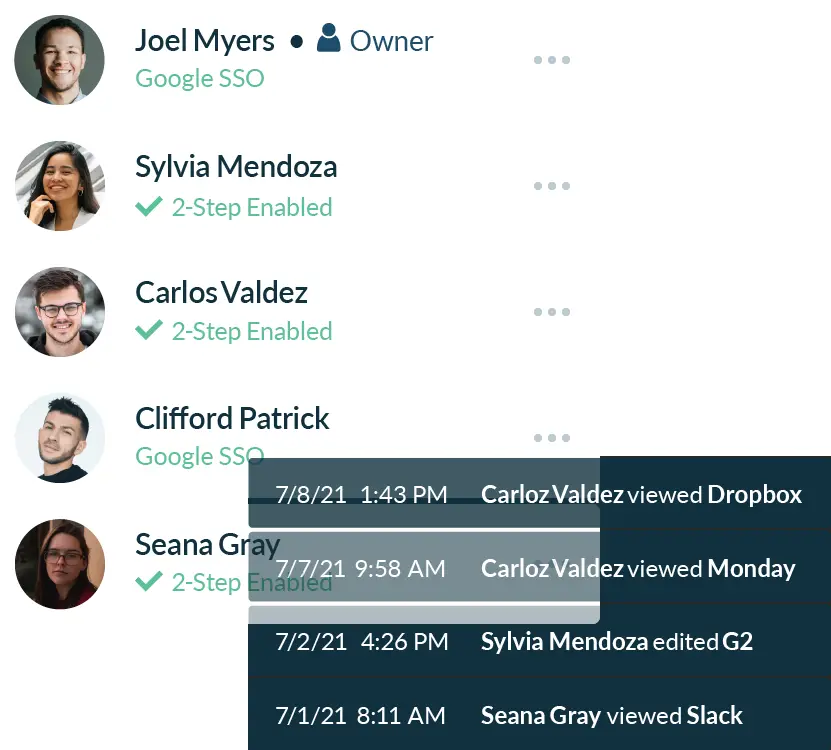 Joel Myers • Owner
Google SSO
Sylvia Mendoza
2-Step Enabled
Carlos Valdez
2-Step Enabled
Clifford Patrick
Google SSO
7/8/21 1:43 PM Carloz Valdez viewed Dropbox
Seana Gray
7/7/21 9:58 AM Carloz Valdez viewed Monday
2-Step Enabled
7/2/21 4:26 PM Sylvia Mendoza edited G2
7/1/21 8:11 AM Seana Gray viewed Slack